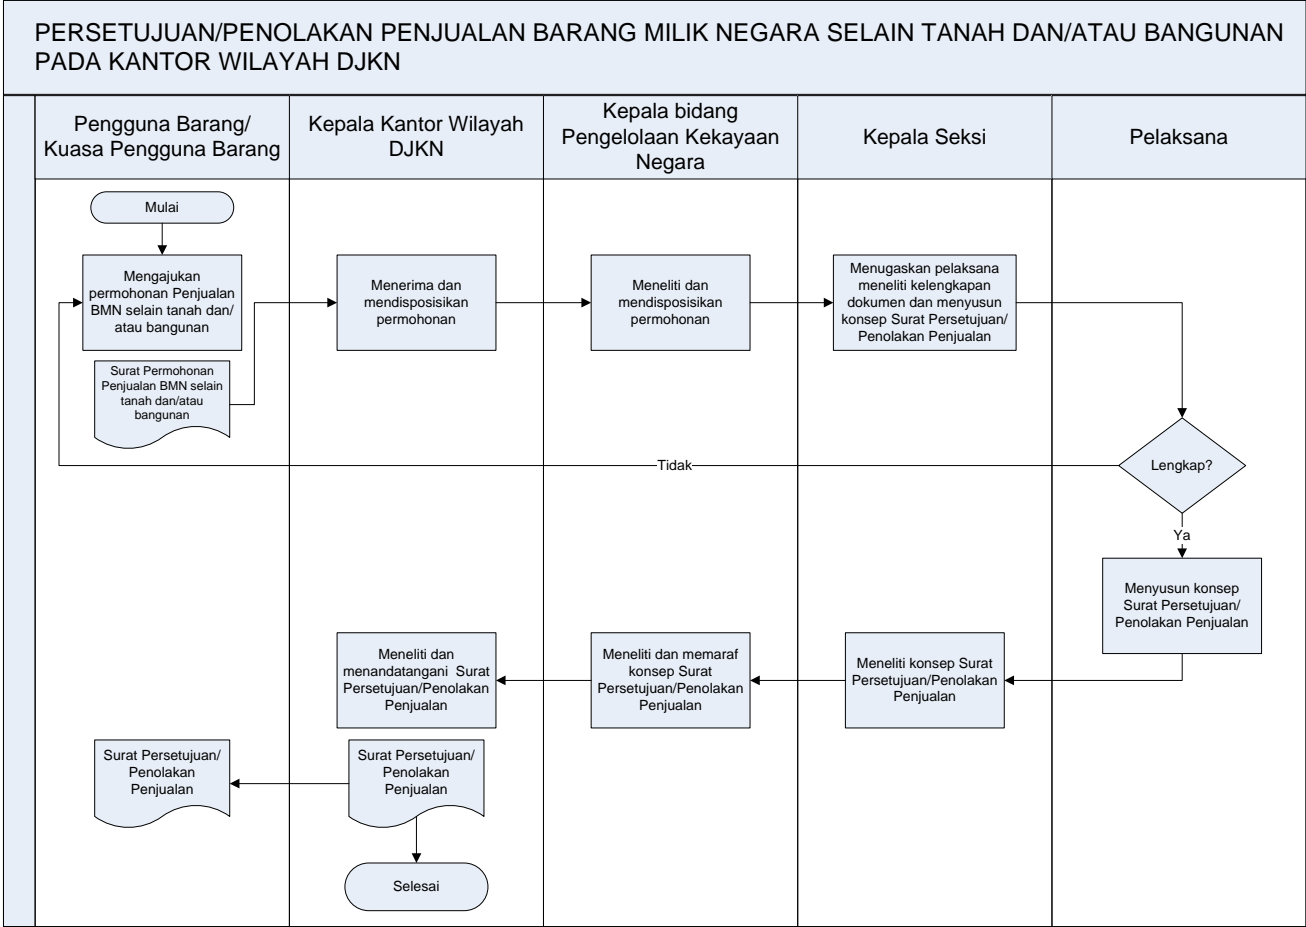 PERSETUJUAN/PENOLAKAN PENJUALAN BARANG MILIK NEGARA SELAIN TANAH DAN/ATAU BANGUNAN
PADA KANTOR WILAYAH DJKN
Pengguna Barang/
Kuasa Pengguna Barang
Kepala Kantor Wilayah
DJKN
Kepala bidang
Pengelolaan Kekayaan
Negara
Kepala Seksi
Pelaksana
Mulai
Mengajukan
permohonan Penjualan
BMN selain tanah dan/
atau bangunan
Menerima dan
mendisposisikan
permohonan
Meneliti dan
mendisposisikan
permohonan
Menugaskan pelaksana
meneliti kelengkapan
dokumen dan menyusun
konsep Surat Persetujuan/
Penolakan Penjualan
Surat Permohonan
Penjualan BMN selain
tanah dan/atau
bangunan
Tidak
Lengkap?
Ya
Menyusun konsep
Surat Persetujuan/
Penolakan Penjualan
Meneliti dan
menandatangani  Surat
Persetujuan/Penolakan
Penjualan
Meneliti dan memaraf
konsep Surat
Persetujuan/Penolakan
Penjualan
Meneliti konsep Surat
Persetujuan/Penolakan
Penjualan
Surat Persetujuan/
Penolakan
Penjualan
Surat Persetujuan/
Penolakan
Penjualan
Selesai